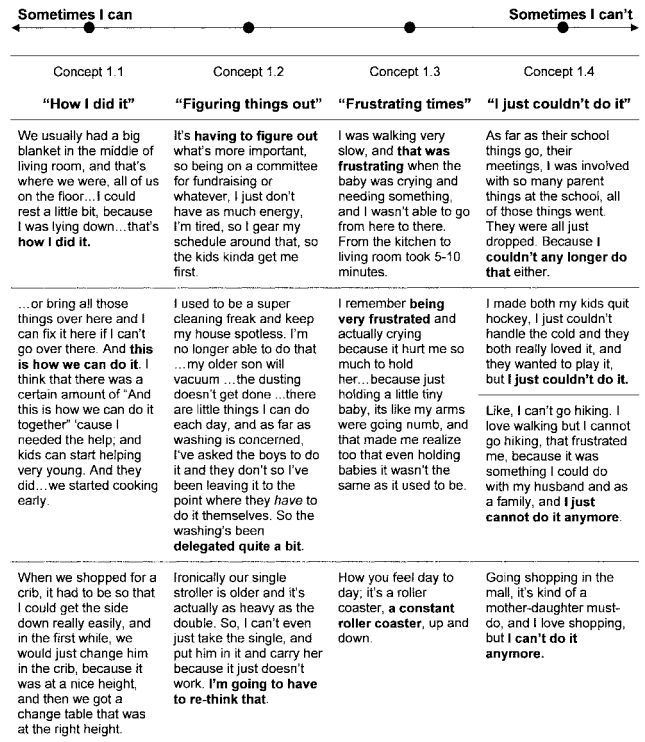 Sometimes I can
Sometimes I can't
Concept 1.1
"How I did it"
We usually had a big
blanket in the middle of
living room, and that's
where we were, all of us
on the floor...I could
rest a little bit, because
I was lying down...that's
how I did it.
...or bring all those
things over here and I
can fix it here if I can't
go over there. And this
is how we can do it. I
think that there was a
certain amount of "And
this is how we can do it
together" 'cause I
needed the help; and
kids can start helping
very young. And they
did...we started cooking
early.
When we shopped for a
crib, it had to be so that
I could get the side
down really easily, and
in the first while, we
would just change him
in the crib, because it
was at a nice height,
and then we got a
change table that was
at the right height.
Concept 1.2
"Figuring things out"
It's having to figure out
what's more important,
so being on a committee
for fundraising or
whatever, I just don't
have as much energy,
I'm tired, so I gear my
schedule around that, so
the kids kinda get me
first.
I used to be a super
cleaning freak and keep
my house spotless. I'm
no longer able to do that
...my older son will
vacuum ...the dusting
doesn't get done ...there
are little things I can do
each day, and as far as
washing is concerned,
I've asked the boys to do
it and they don't so I've
been leaving it to the
point where they have to
do it themselves. So the
washing's been
delegated quite a bit.
Ironically our single
stroller is older and it's
actually as heavy as the
double. So, I can't even
just take the single, and
put him in it and carry her
because it just doesn't
work. I'm going to have
to re-think that.
Concept 1.3
"Frustrating times"
I was walking very
slow, and that was
frustrating when the
baby was crying and
needing something,
and I wasn't able to go
from here to there.
From the kitchen to
living room took 5-10
minutes.
I remember being
very frustrated and
actually crying
because it hurt me so
much to hold
her...because just
holding a little tiny
baby, its like my arms
were going numb, and
that made me realize
too that even holding
babies it wasn't the
same as it used to be.
How you feel day to
day; it's a roller
coaster, a constant
roller coaster, up and
down.
Concept 1.4
"I just couldn't do it"
As far as their school
things go, their
meetings, I was involved
with so many parent
things at the school, all
of those things went.
They were all just
dropped. Because I
couldn't any longer do
that either.
I made both my kids quit
hockey, I just couldn't
handle the cold and they
both really loved it, and
they wanted to play it,
but I just couldn't do it.
Like, I can't go hiking. I
love walking but I cannot
go hiking, that frustrated
me, because it was
something I could do
with my husband and as
a family, and I just
cannot do it anymore.
Going shopping in the
mall, it's kind of a
mother-daughter must-
do, and I love shopping,
but I can't do it
anymore.